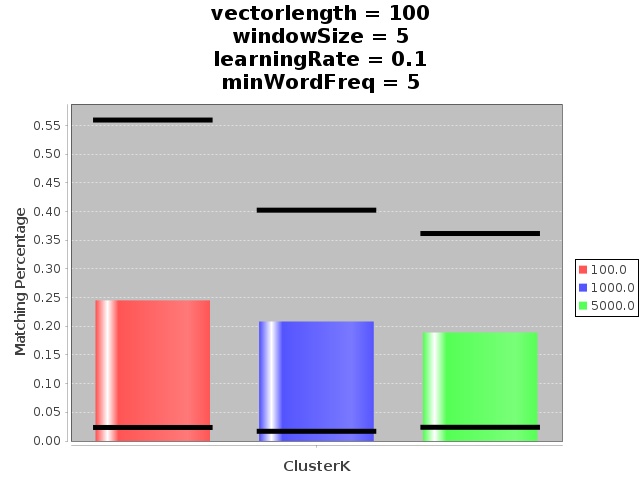 vectorlength = 100
windowSize = 5
learningRate = 0.1
minWordFreq = 5
Matching Percentage
0.55
0.50
0.45
0.40
0.35
0.30
0.25
0.20
0.15
0.10
0.05
0.00
ClusterK
100.0
1000.0
5000.0